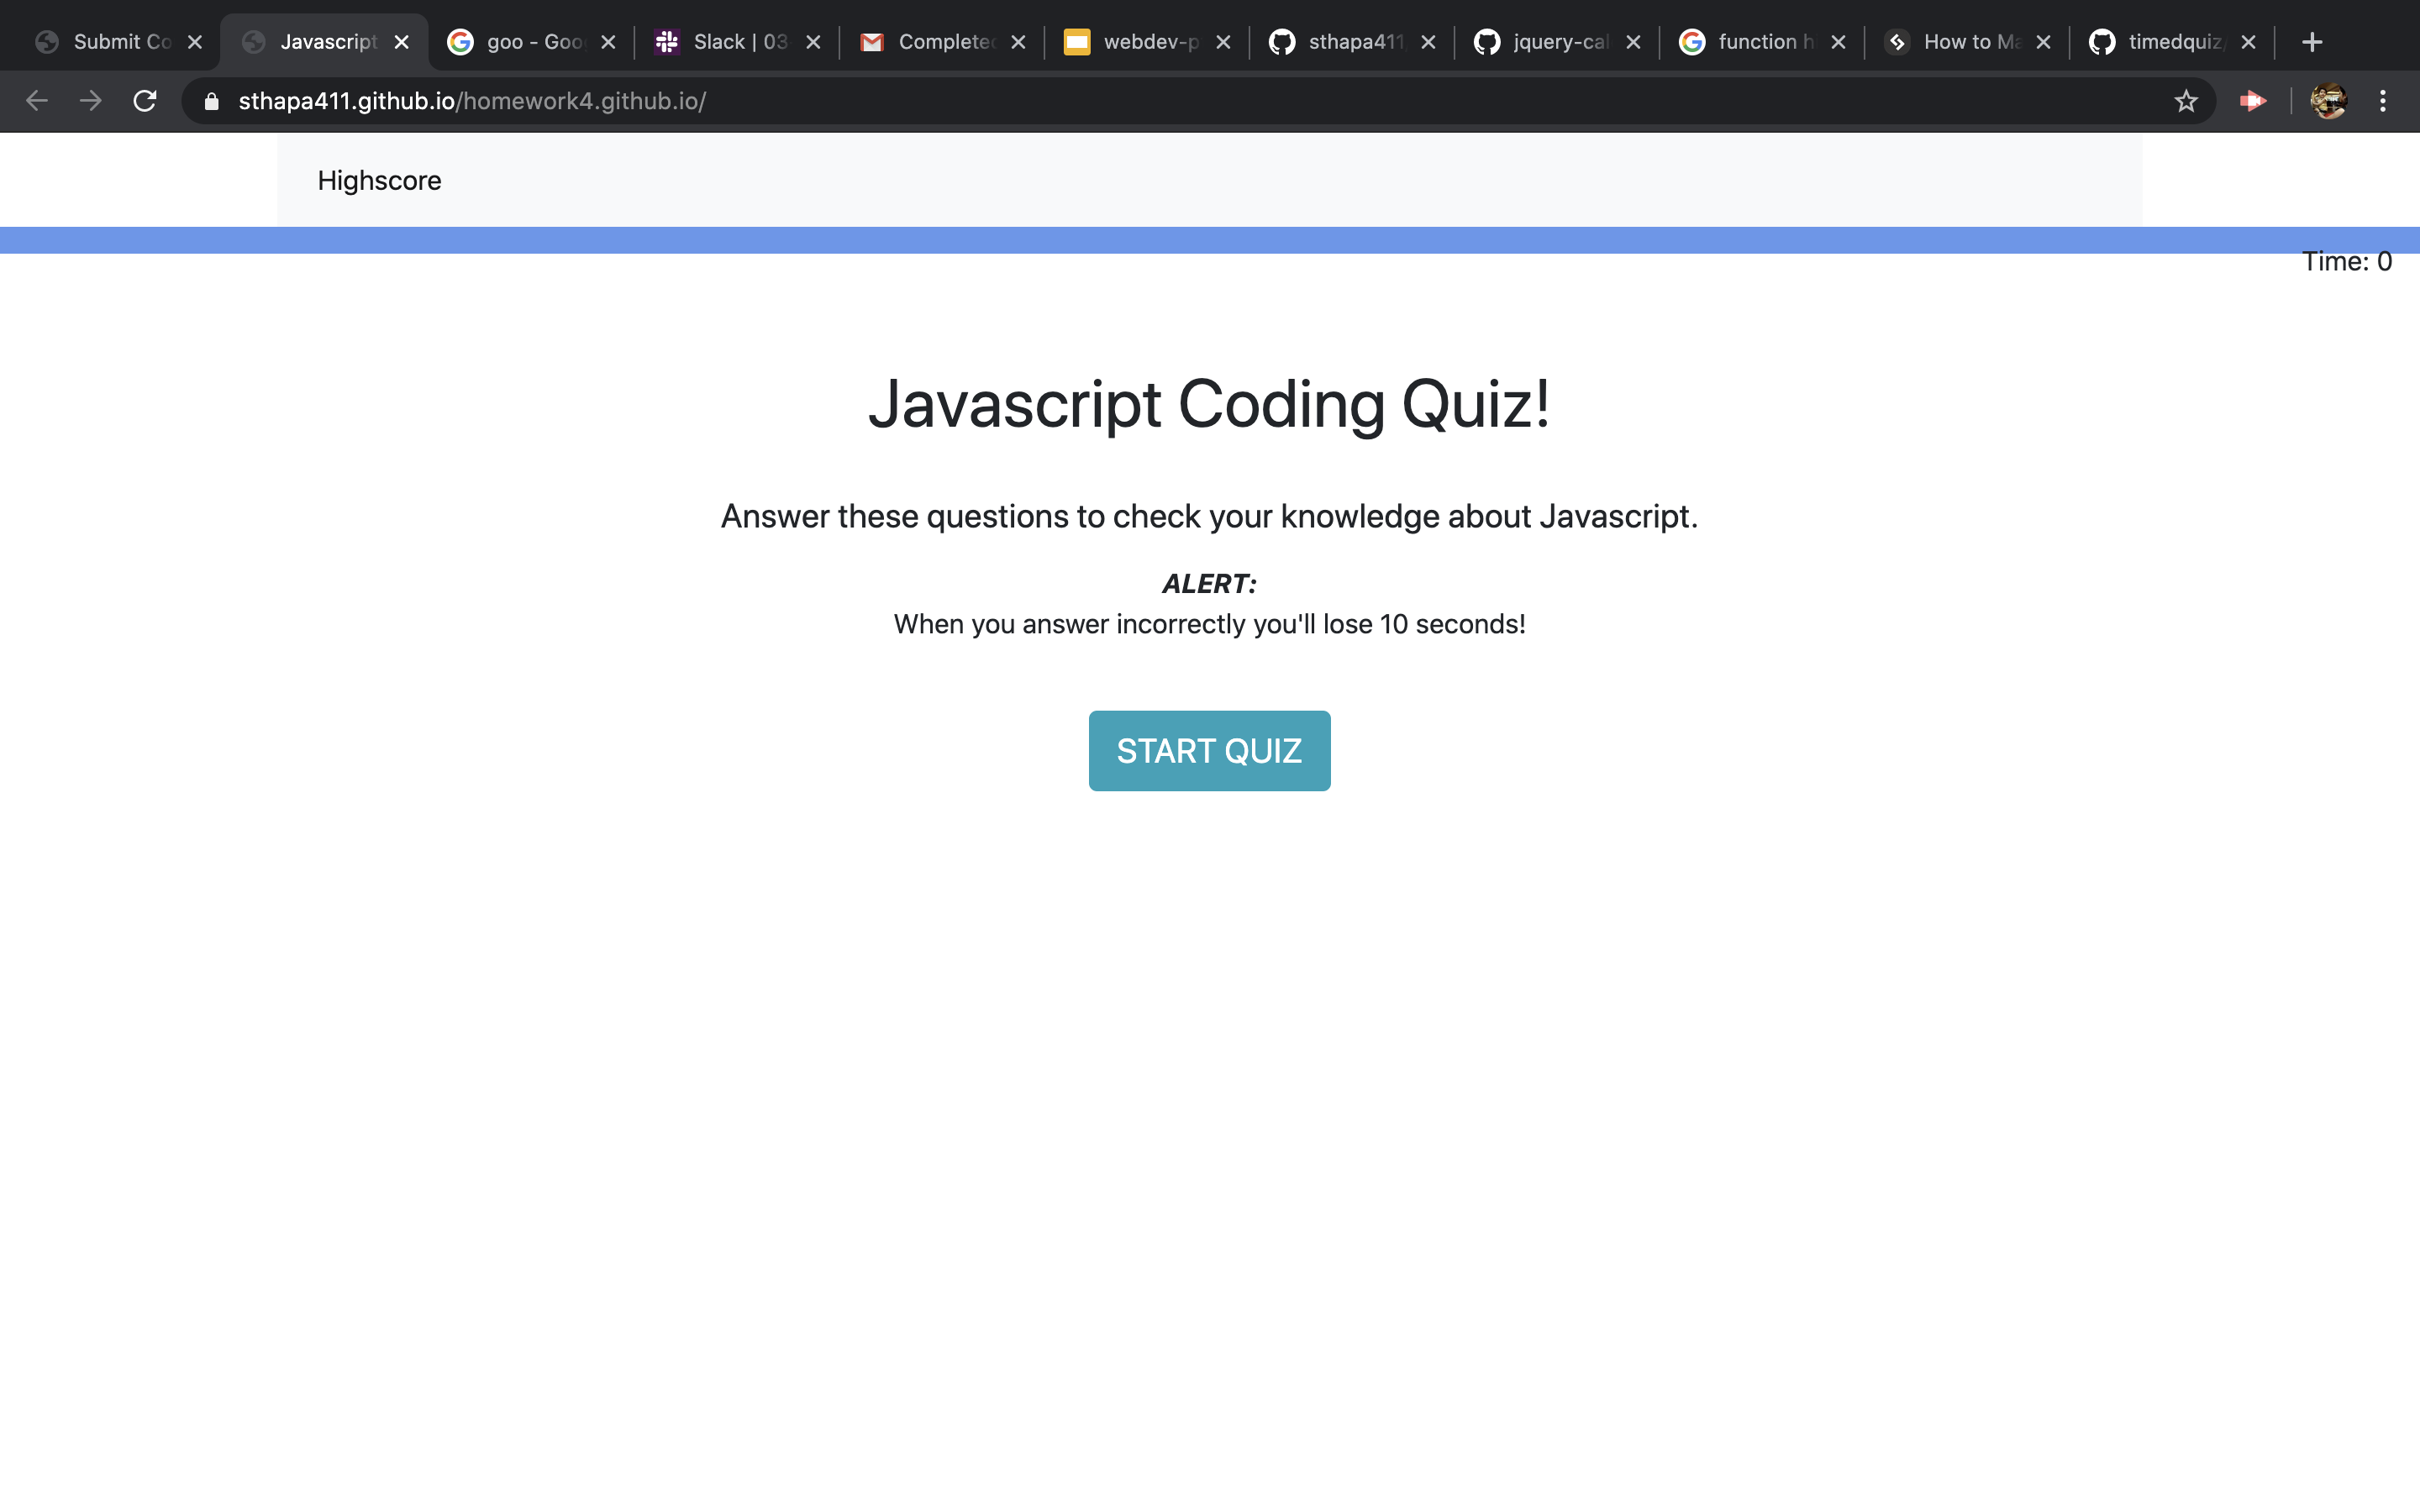 Submit Co
Javascript
goo - Goo
Slack | 03
Completed
webdev-p
sthapa411
jquery-cal
function h
How to Ma
timedquiz/
sthapa411.github.io/homework4.github.io/
Highscore
Time: 0
Javascript Coding Quiz!
Answer these questions to check your knowledge about Javascript.
ALERT:
When you answer incorrectly you'll lose 10 seconds!
START QUIZ